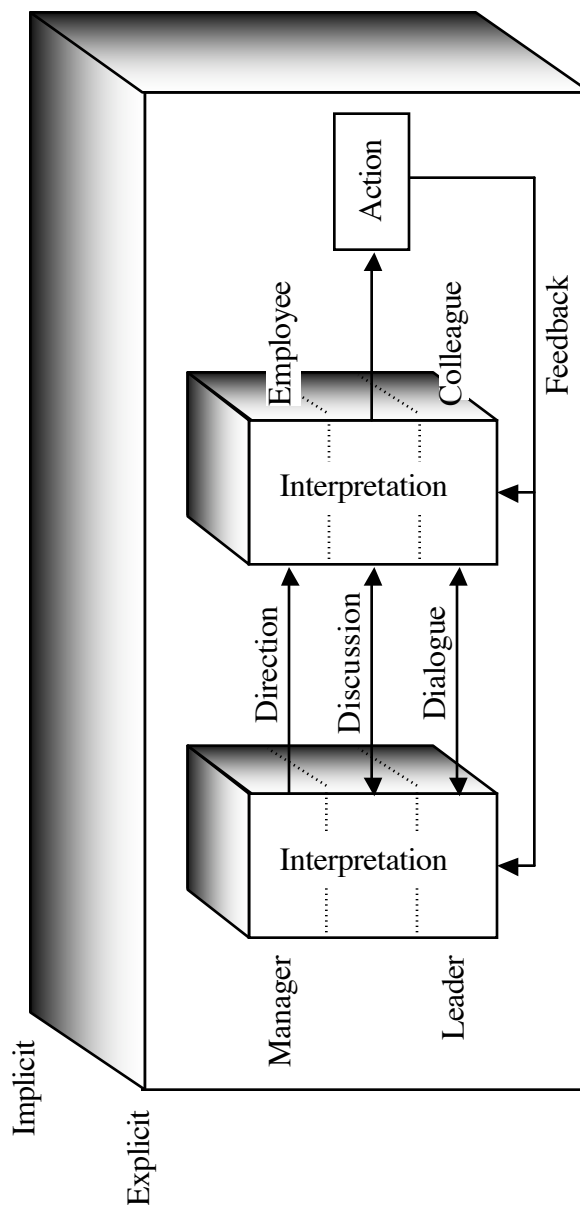 Implicit
Explicit
Manager
Leader
Interpretation
Direction
Discussion
Dialogue
Interpretation
Employee
Colleague
Action
Feedback